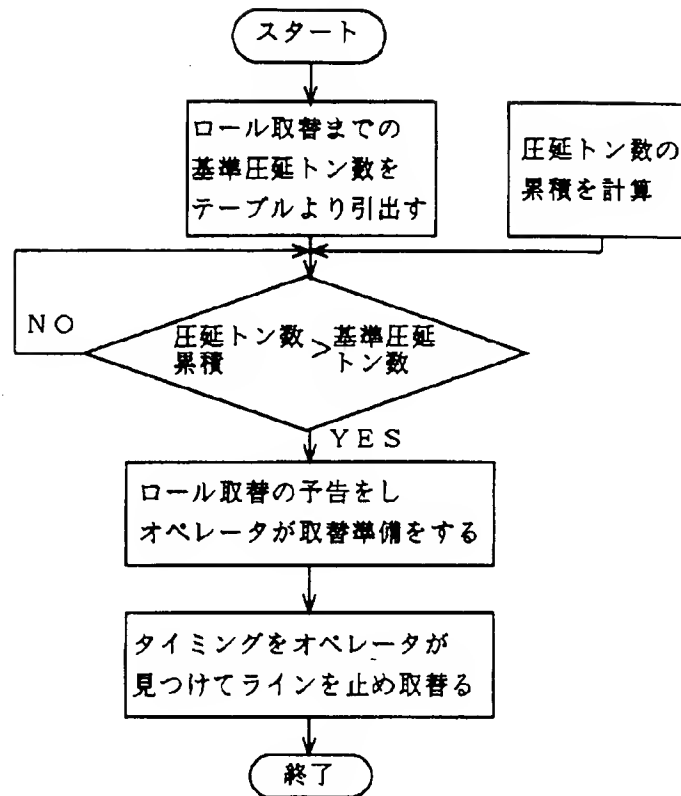 スタート
ロール取替までの
基準圧延トン数を
テーブルより引出す
圧延トン数の
累積を計算
NO
圧延トン数 > 基準圧延
累積 トン数
YES
ロール取替の予告をし
オペレータが取替準備をする
タイミングをオペレータが
見つけてラインを止め取替る
終了